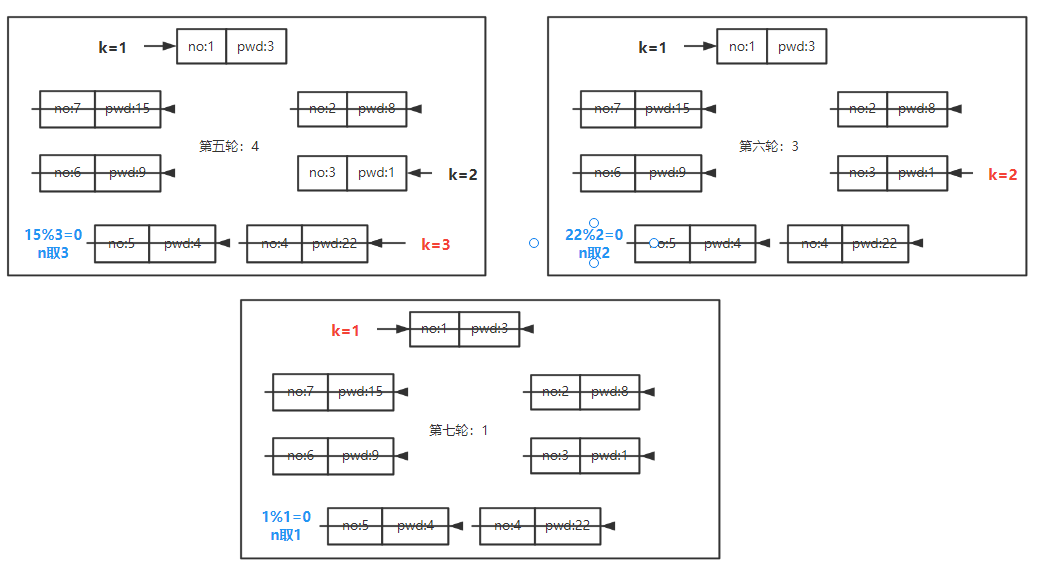 k=1
no:1 pwd:3
no:7 pwd:15
no:2 pwd:8
第五轮：4
no:6 pwd:9
no:3 pwd:1
k=2
15%3=0
n取3
no:5 pwd:4
no:4 pwd:22
k=3
k=1
no:1 pwd:3
no:7 pwd:15
no:2 pwd:8
第六轮：3
no:6 pwd:9
no:3 pwd:1
k=2
22%2=0
n取2
no:5 pwd:4
no:4 pwd:22
k=1
no:1 pwd:3
no:7 pwd:15
no:2 pwd:8
第七轮：1
no:6 pwd:9
no:3 pwd:1
1%1=0
n取1
no:5 pwd:4
no:4 pwd:22